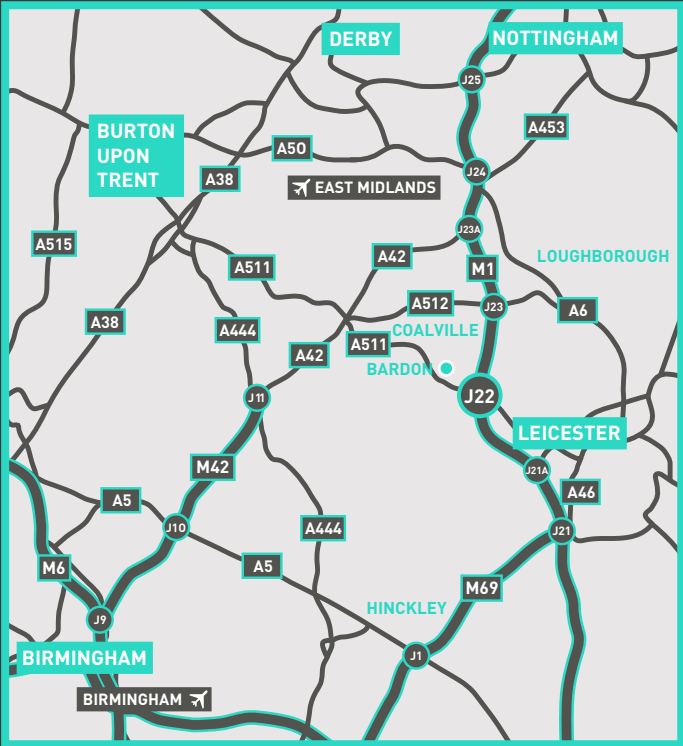 DERBY
NOTTINGHAM
J25
BURTON
UPON
TRENT
A453
A50
J24
A38
EAST MIDLANDS
J23A
A515
A511
A42
M1
LOUGHBOROUGH
A512
J23
A6
A38
A444
COALVILLE
A511
A42
BARDON
J22
J11
LEICESTER
M42
J21A
A46
A5
J10
A444
J21
A5
M6
M69
HINCKLEY
J9
BIRMINGHAM
J1
BIRMINGHAM